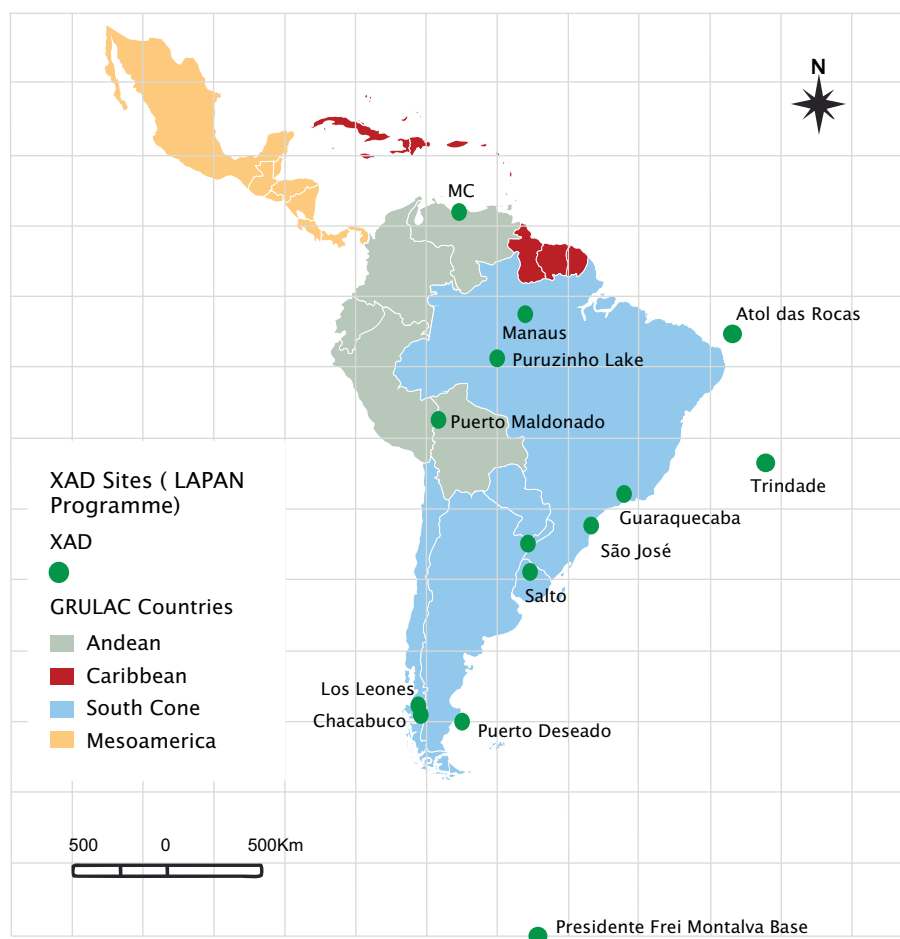 N
MC
Atol das Rocas
Manaus
Puruzinho Lake
Puerto Maldonado
Trindade
Guaraquecaba
São José
Salto
Los Leones
Chacabuco
Puerto Deseado
XAD Sites ( LAPAN
Programme)
XAD
GRULAC Countries
Andean
Caribbean
South Cone
Mesoamerica
500 0 500Km
Presidente Frei Montalva Base